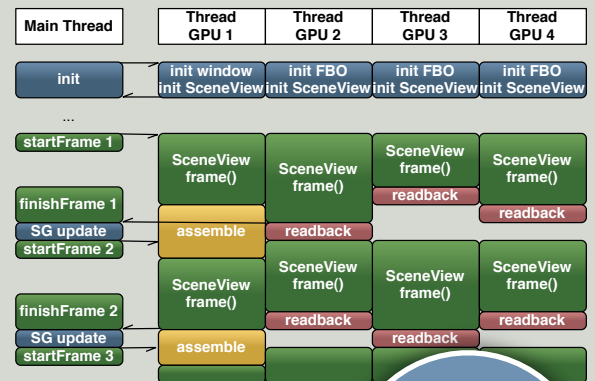 Main Thread
Thread
GPU 1
Thread
GPU 2
Thread
GPU 3
Thread
GPU 4
init
init window
init SceneView
init FBO
init SceneView
init FBO
init SceneView
init FBO
init SceneView
...
startFrame 1
SceneView
frame()
SceneView
frame()
SceneView
frame()
SceneView
frame()
readback
finishFrame 1
readback
SG update
assemble
readback
startFrame 2
SceneView
frame()
SceneView
frame()
SceneView
frame()
SceneView
frame()
finishFrame 2
readback
readback
SG update
readback
assemble
startFrame 3